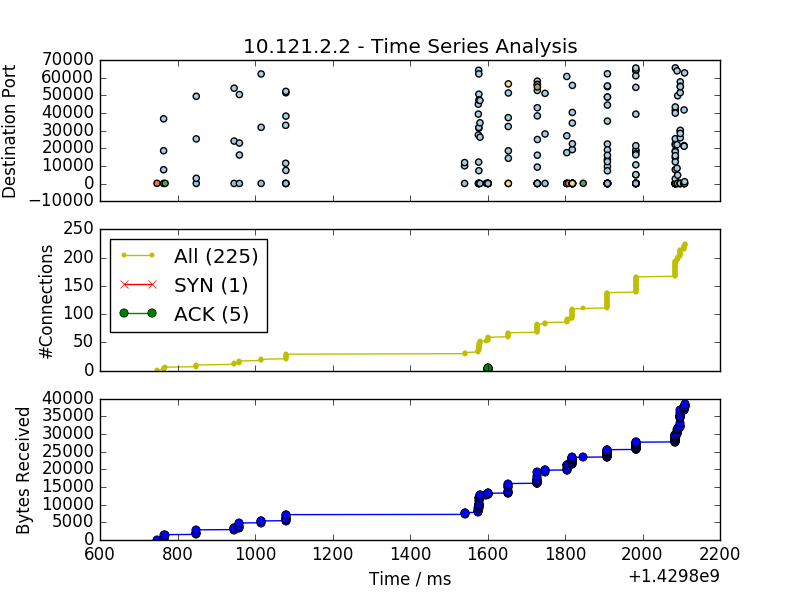 10.121.2.2 - Time Series Analysis
Destination Port
70000
60000
50000
40000
30000
20000
10000
0
−10000
#Connections
250
200
150
100
50
0
All (225)
SYN (1)
ACK (5)
Bytes Received
40000
35000
30000
25000
20000
15000
10000
5000
0
600 800 1000 1200 1400 1600 1800 2000 2200
Time / ms
+1.4298e9